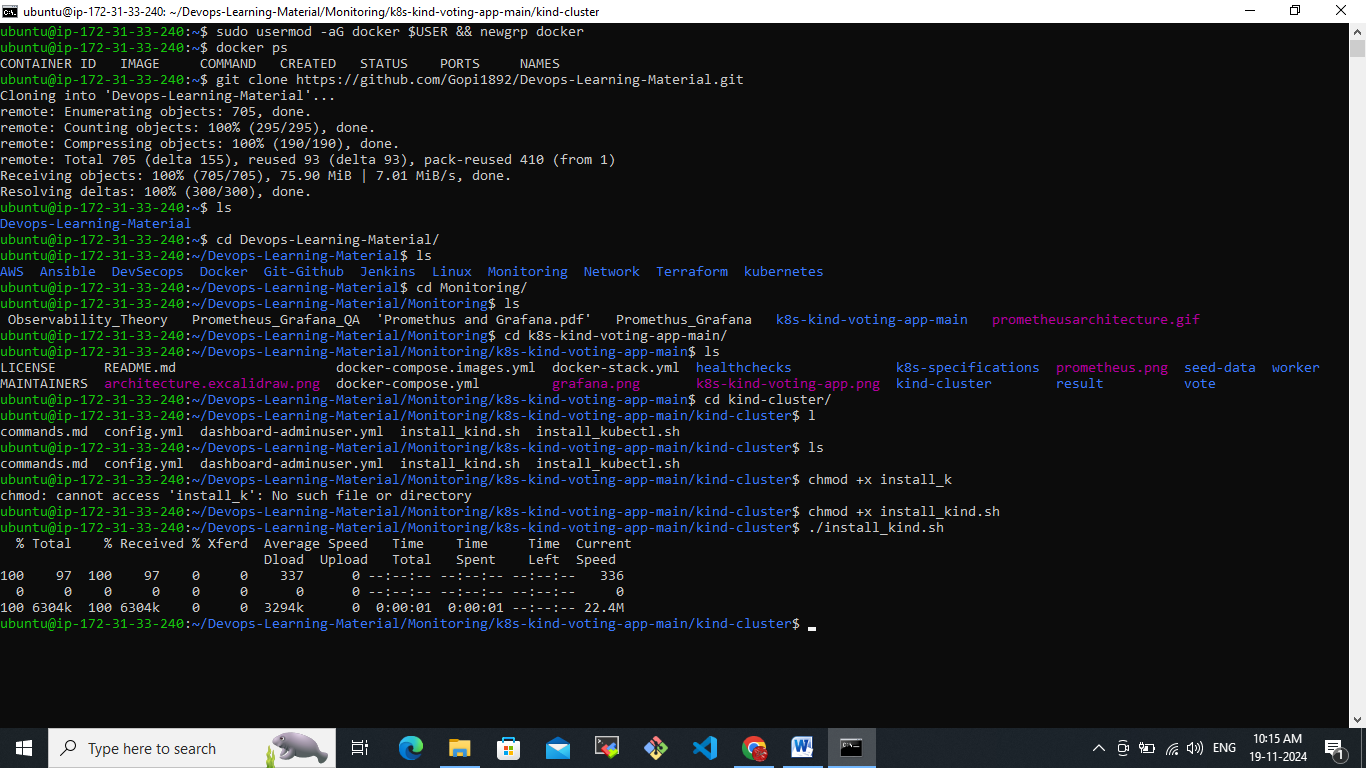 ubuntu@ip-172-31-33-240: ~/Devops-Learning-Material/Monitoring/k8s-kind-voting-app-main/kind-cluster
ubuntu@ip-172-31-33-240:~$ sudo usermod -aG docker $USER && newgrp docker
ubuntu@ip-172-31-33-240:~$ docker ps
CONTAINER ID   IMAGE     COMMAND   CREATED   STATUS    PORTS     NAMES
ubuntu@ip-172-31-33-240:~$ git clone https://github.com/Gopi1892/Devops-Learning-Material.git
Cloning into 'Devops-Learning-Material'...
remote: Enumerating objects: 705, done.
remote: Counting objects: 100% (295/295), done.
remote: Compressing objects: 100% (190/190), done.
remote: Total 705 (delta 155), reused 93 (delta 93), pack-reused 410 (from 1)
Receiving objects: 100% (705/705), 75.90 MiB | 7.01 MiB/s, done.
Resolving deltas: 100% (300/300), done.
ubuntu@ip-172-31-33-240:~$ ls
Devops-Learning-Material
ubuntu@ip-172-31-33-240:~$ cd Devops-Learning-Material/
ubuntu@ip-172-31-33-240:~/Devops-Learning-Material$ ls
AWS  Ansible  DevSecops  Docker  Git-Github  Jenkins  Linux  Monitoring  Network  Terraform  kubernetes
ubuntu@ip-172-31-33-240:~/Devops-Learning-Material$ cd Monitoring/
ubuntu@ip-172-31-33-240:~/Devops-Learning-Material/Monitoring$ ls
 Observability_Theory   Prometheus_Grafana_QA  'Promethus and Grafana.pdf'   Promethus_Grafana   k8s-kind-voting-app-main   prometheusarchitecture.gif
ubuntu@ip-172-31-33-240:~/Devops-Learning-Material/Monitoring$ cd k8s-kind-voting-app-main/
ubuntu@ip-172-31-33-240:~/Devops-Learning-Material/Monitoring/k8s-kind-voting-app-main$ ls
LICENSE      README.md                    docker-compose.images.yml  docker-stack.yml  healthchecks             k8s-specifications  prometheus.png  seed-data  worker
MAINTAINERS  architecture.excalidraw.png  docker-compose.yml         grafana.png       k8s-kind-voting-app.png  kind-cluster        result          vote
ubuntu@ip-172-31-33-240:~/Devops-Learning-Material/Monitoring/k8s-kind-voting-app-main$ cd kind-cluster/
ubuntu@ip-172-31-33-240:~/Devops-Learning-Material/Monitoring/k8s-kind-voting-app-main/kind-cluster$ l
commands.md  config.yml  dashboard-adminuser.yml  install_kind.sh  install_kubectl.sh
ubuntu@ip-172-31-33-240:~/Devops-Learning-Material/Monitoring/k8s-kind-voting-app-main/kind-cluster$ ls
commands.md  config.yml  dashboard-adminuser.yml  install_kind.sh  install_kubectl.sh
ubuntu@ip-172-31-33-240:~/Devops-Learning-Material/Monitoring/k8s-kind-voting-app-main/kind-cluster$ chmod +x install_k
chmod: cannot access 'install_k': No such file or directory
ubuntu@ip-172-31-33-240:~/Devops-Learning-Material/Monitoring/k8s-kind-voting-app-main/kind-cluster$ chmod +x install_kind.sh
ubuntu@ip-172-31-33-240:~/Devops-Learning-Material/Monitoring/k8s-kind-voting-app-main/kind-cluster$ ./install_kind.sh
  % Total    % Received % Xferd  Average Speed   Time    Time     Time  Current
                                 Dload  Upload   Total   Spent    Left  Speed
100    97  100    97    0     0    337      0 --:--:-- --:--:-- --:--:--   336
  0     0    0     0    0     0      0      0 --:--:-- --:--:-- --:--:--     0
100 6304k  100 6304k    0     0  3294k      0  0:00:01  0:00:01 --:--:-- 22.4M
ubuntu@ip-172-31-33-240:~/Devops-Learning-Material/Monitoring/k8s-kind-voting-app-main/kind-cluster$
Type here to search
ENG
10:15 AM
19-11-2024
1